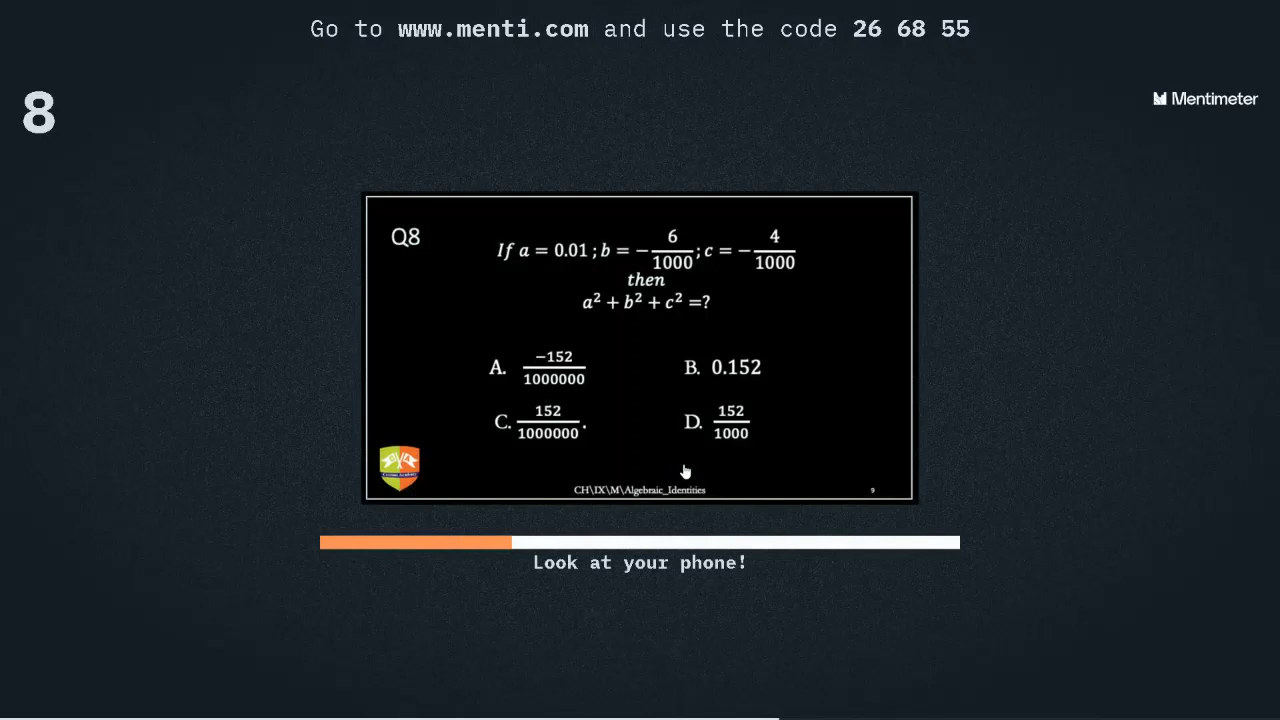 Go to www.menti.com and use the code 26 68 55
8
Mentimeter
Q8
If a = 0.01 ; b = −6/1000 ; c = −4/1000
then
a² + b² + c² =?
A. −152/1000000
B. 0.152
C. 152/1000000.
D. 152/1000
CH\IX\M\Algebraic_Identities
9
Look at your phone!